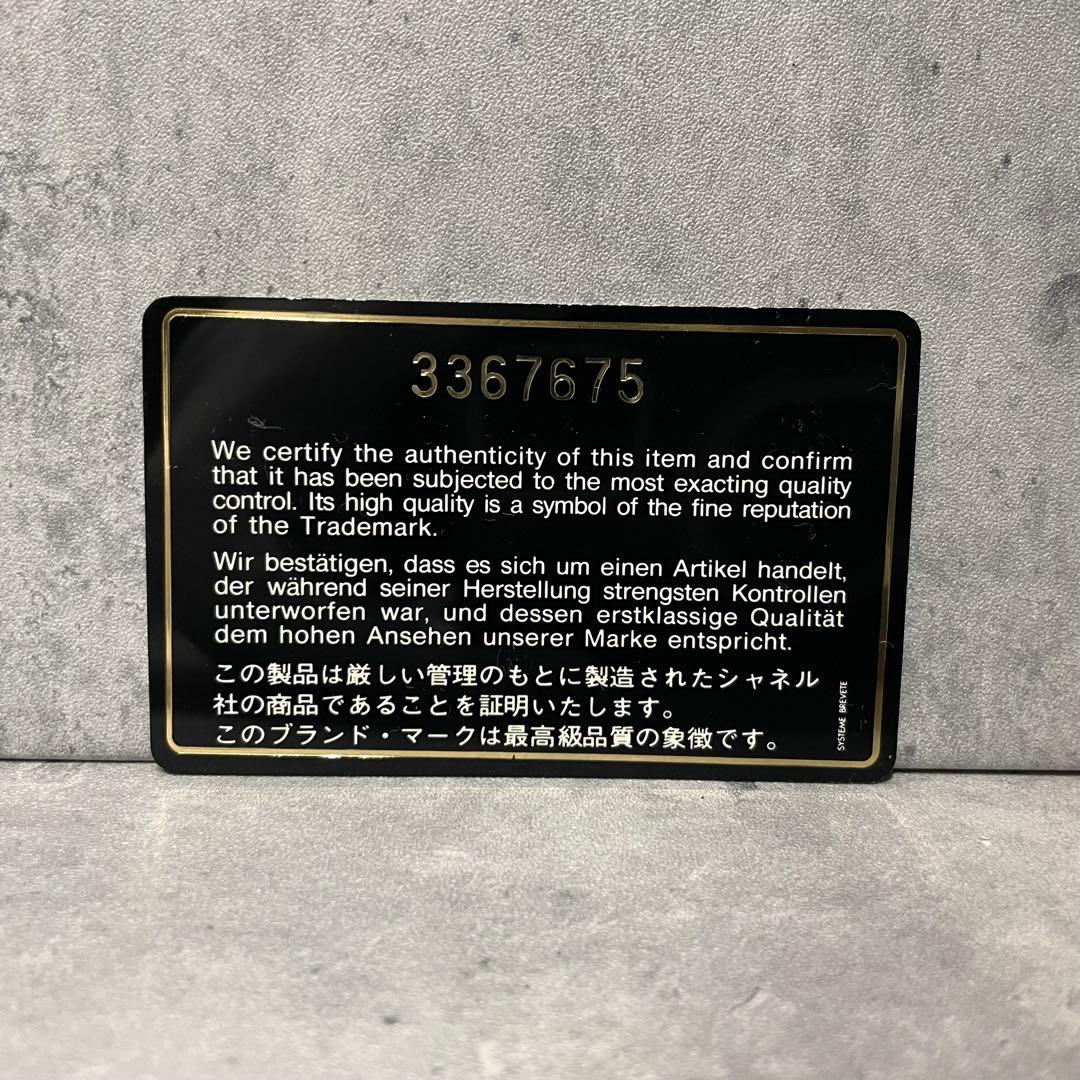 3367675
We certify the authenticity of this item and confirm
that it has been subjected to the most exacting quality
control. Its high quality is a symbol of the fine reputation
of the Trademark.
Wir bestätigen, dass es sich um einen Artikel handelt,
der während seiner Herstellung strengsten Kontrollen
unterworfen war, und dessen erstklassige Qualität
dem hohen Ansehen unserer Marke entspricht.
この製品は厳しい管理のもとに製造されたシャネル
社の商品であることを証明いたします。
このブランド・マークは最高級品質の象徴です。
SYSTEME BREVETE